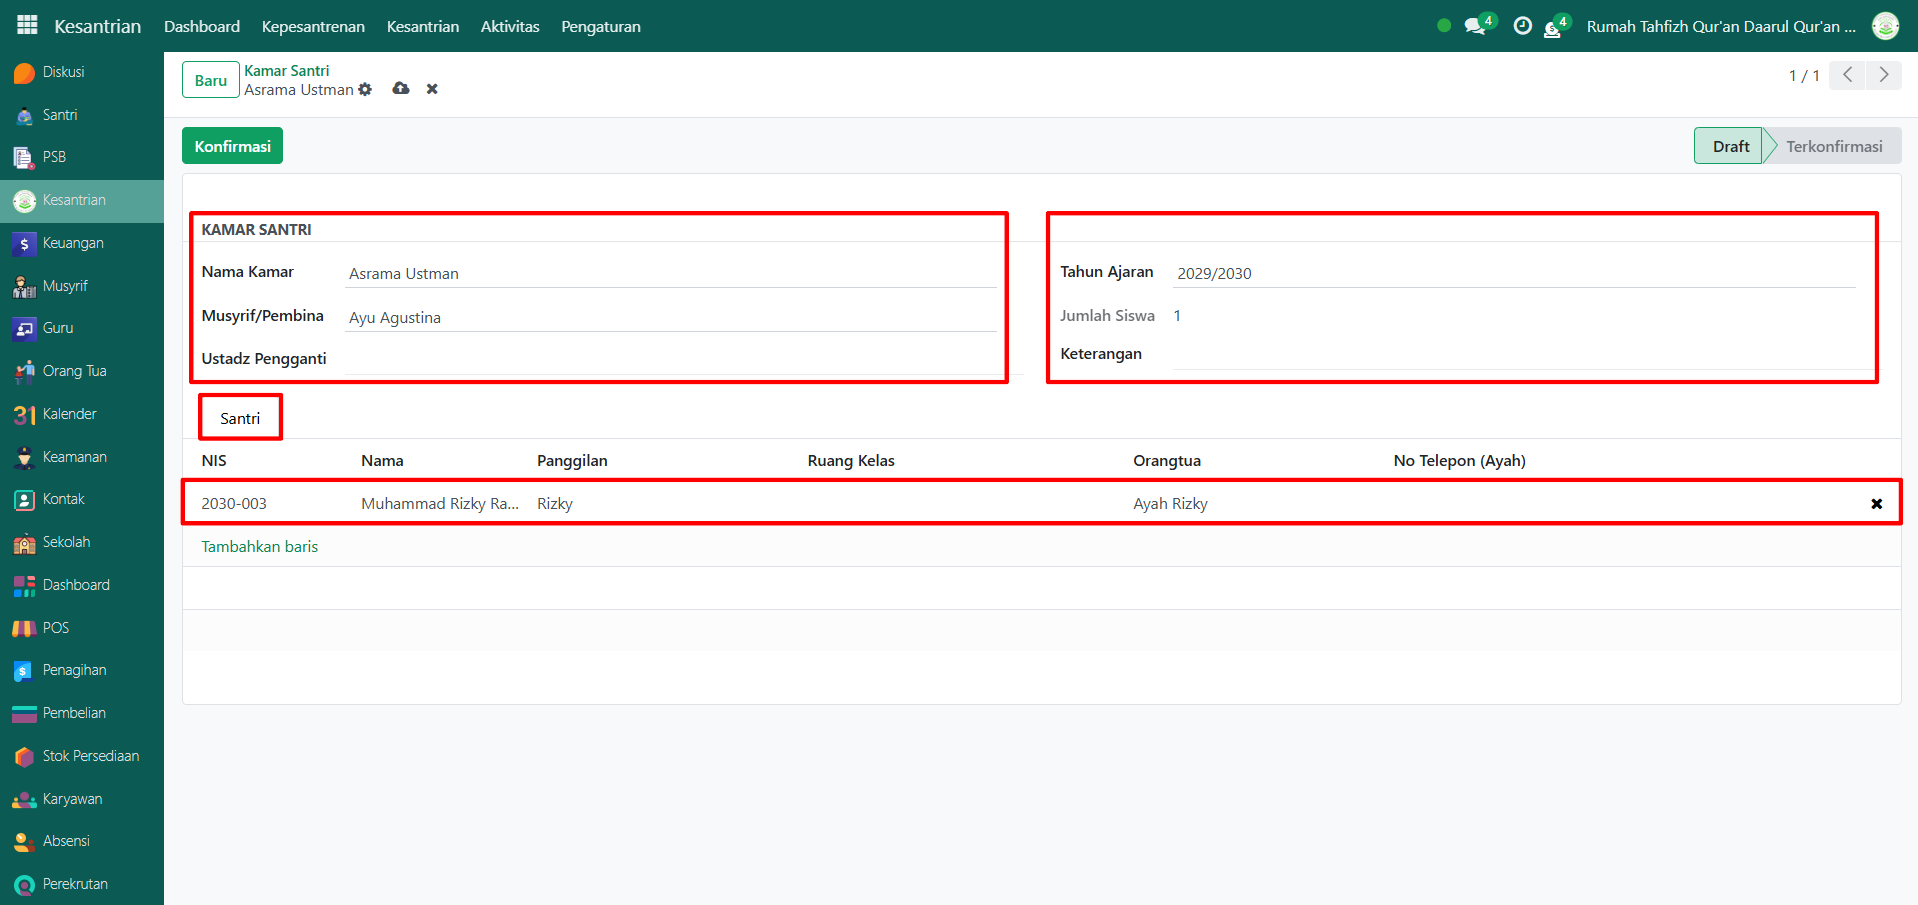 Kesantrian Dashboard Kepesantrenan Kesantrian Aktivitas Pengaturan 4 4 Rumah Tahfizh Qur'an Daarul Qur'an ...
Diskusi
Santri
PSB
Kesantrian
Keuangan
Musyrif
Guru
Orang Tua
31 Kalender
Keamanan
Kontak
Sekolah
Dashboard
POS
Penagihan
Pembelian
Stok Persediaan
Karyawan
Absensi
Perekrutan
Baru
Kamar Santri
Asrama Ustman
1 / 1
Konfirmasi
Draft Terkonfirmasi
KAMAR SANTRI
Nama Kamar Asrama Ustman
Musyrif/Pembina Ayu Agustina
Ustadz Pengganti
Tahun Ajaran 2029/2030
Jumlah Siswa 1
Keterangan
Santri
NIS Nama Panggilan Ruang Kelas Orangtua No Telepon (Ayah)
2030-003 Muhammad Rizky Ra... Rizky Ayah Rizky
Tambahkan baris